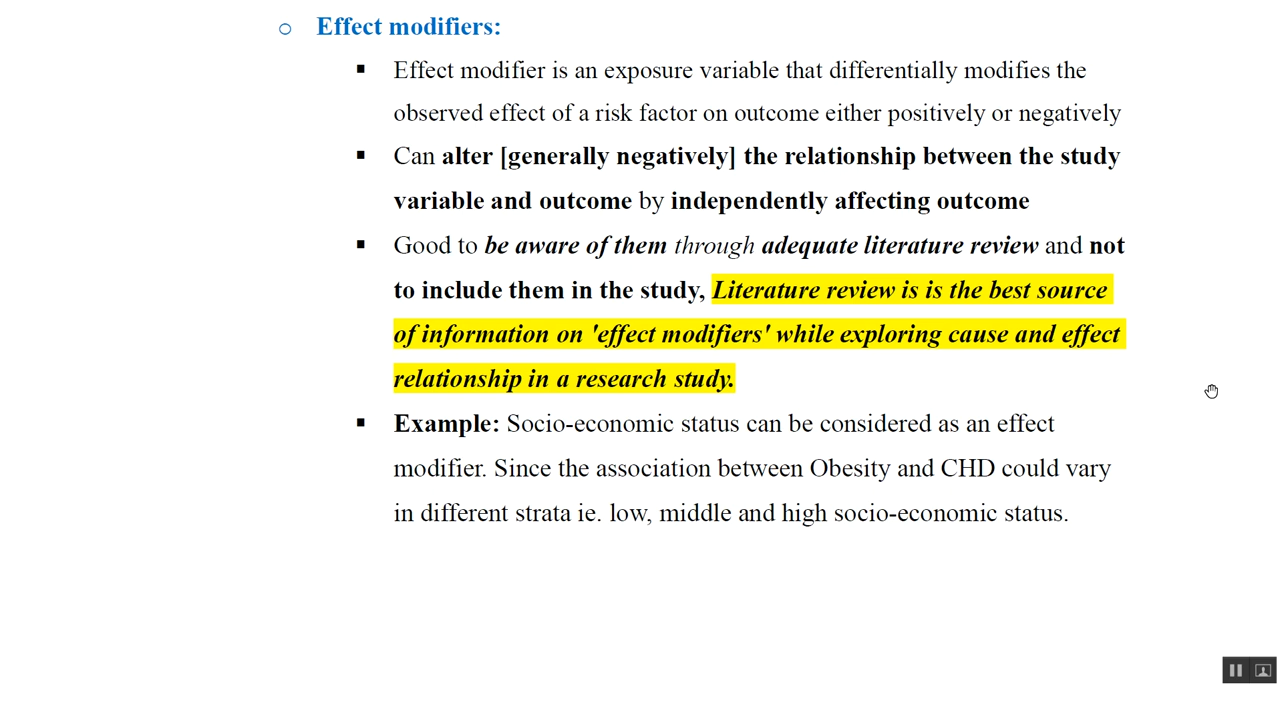 Effect modifiers:
Effect modifier is an exposure variable that differentially modifies the
observed effect of a risk factor on outcome either positively or negatively
Can alter [generally negatively] the relationship between the study
variable and outcome by independently affecting outcome
Good to be aware of them through adequate literature review and not
to include them in the study, Literature review is is the best source
of information on 'effect modifiers' while exploring cause and effect
relationship in a research study.
Example: Socio-economic status can be considered as an effect
modifier. Since the association between Obesity and CHD could vary
in different strata ie. low, middle and high socio-economic status.